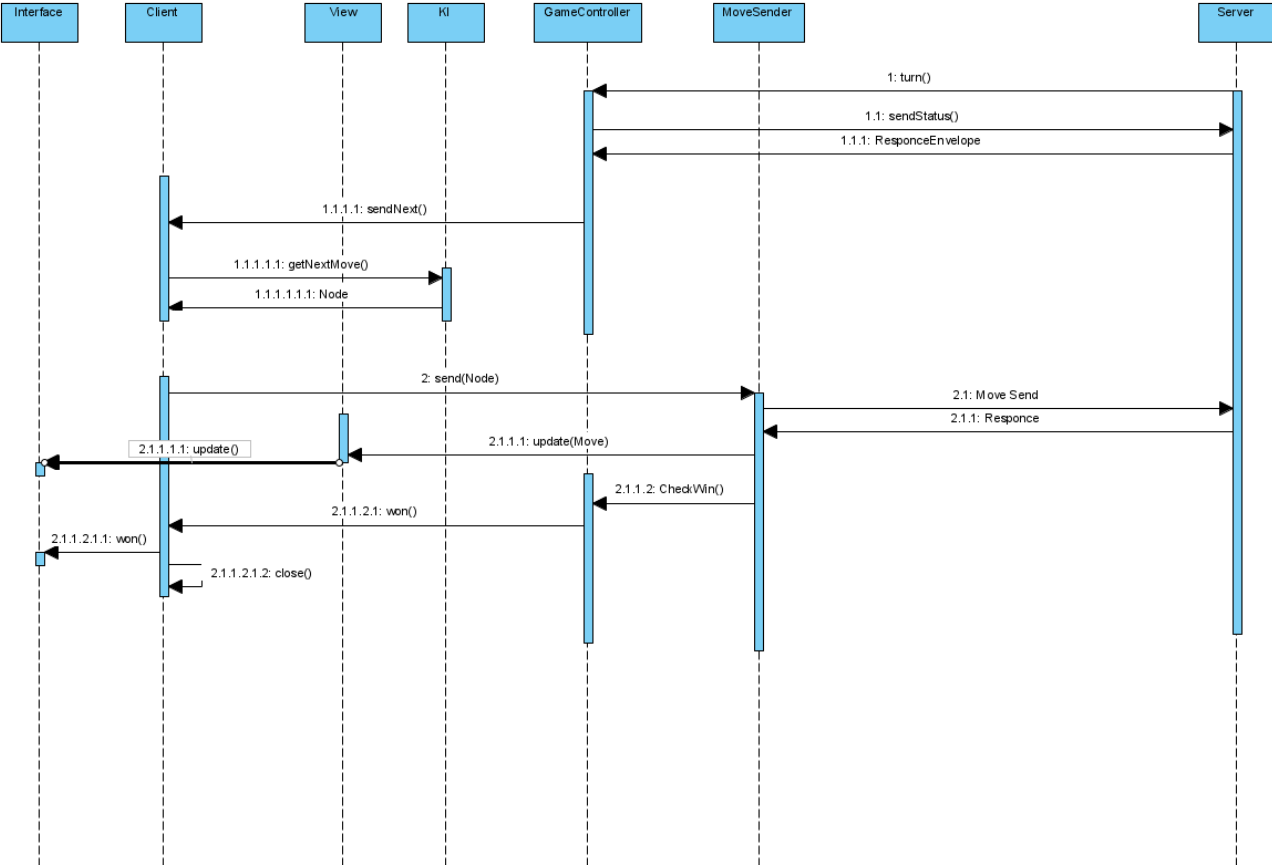 Interface
Client
View
KI
GameController
MoveSender
Server
1: turn()
1.1: sendStatus()
1.1.1: ResponceEnvelope
1.1.1.1: sendNext()
1.1.1.1.1: getNextMove()
1.1.1.1.1.1: Node
2: send(Node)
2.1: Move Send
2.1.1: Responce
2.1.1.1: update(Move)
2.1.1.1.1: update()
2.1.1.2: CheckWin()
2.1.1.2.1: won()
2.1.1.2.1.1: won()
2.1.1.2.1.2: close()